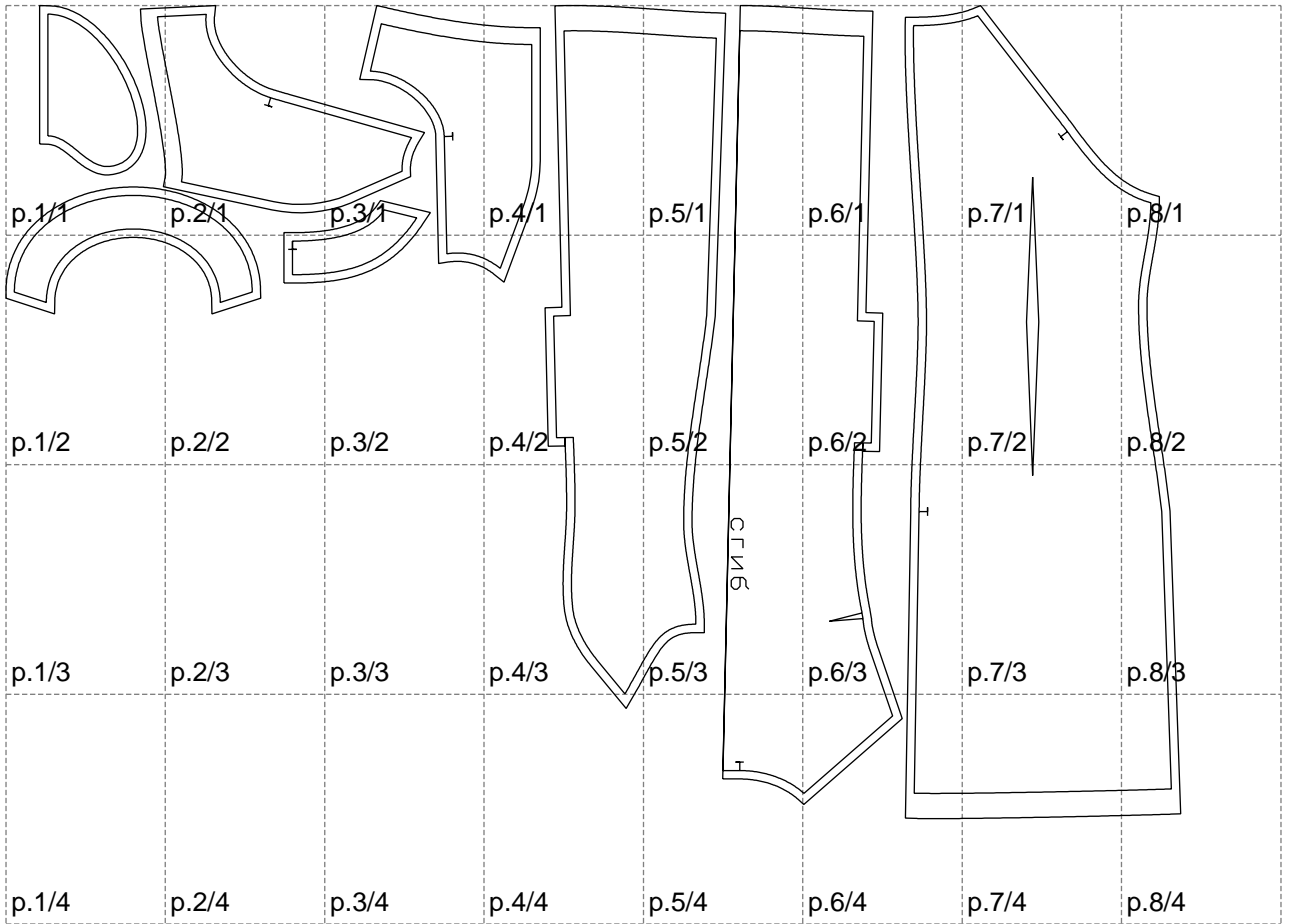 p.1/1 p.2/1 p.3/1 p.4/1 p.5/1 p.6/1 p.7/1 p.8/1
p.1/2 p.2/2 p.3/2 p.4/2 p.5/2 p.6/2 p.7/2 p.8/2
сгиб
p.1/3 p.2/3 p.3/3 p.4/3 p.5/3 p.6/3 p.7/3 p.8/3
p.1/4 p.2/4 p.3/4 p.4/4 p.5/4 p.6/4 p.7/4 p.8/4